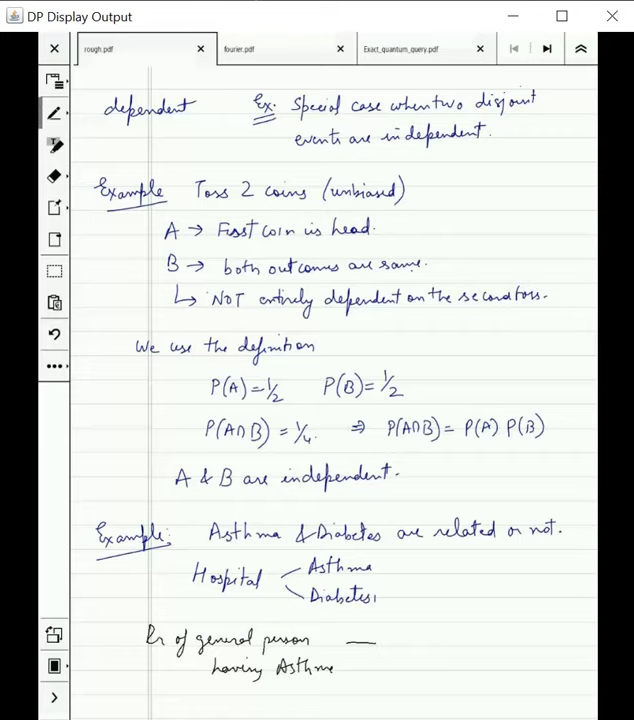 DP Display Output
rough.pdf
fourier.pdf
Exact_quantum_query.pdf
dependent Ex. Special case when two disjoint
events are independent.
Example Toss 2 coins (unbiased)
A → First coin is head.
B → both outcomes are same.
↳ NOT entirely dependent on the second toss.
We use the definition
P(A)=1/2 P(B)=1/2
P(A∩B) = 1/4. ⇒ P(A∩B) = P(A) P(B)
A & B are independent.
Example: Asthma & Diabetes are related or not.
Hospital
Asthma
Diabetes
Pr of general person —
having Asthma